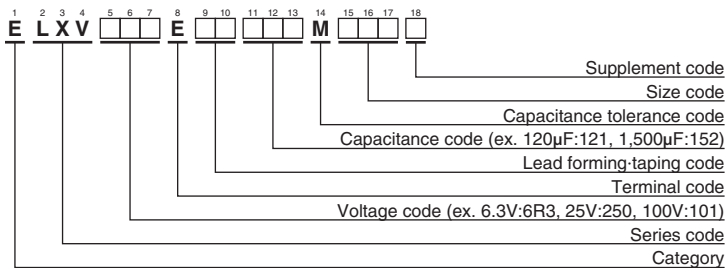 1 2 3 4 5 6 7 8 9 10 11 12 13 14 15 16 17 18
E L X V E M
Supplement code
Size code
Capacitance tolerance code
Capacitance code (ex. 120μF:121, 1,500μF:152)
Lead forming·taping code
Terminal code
Voltage code (ex. 6.3V:6R3, 25V:250, 100V:101)
Series code
Category